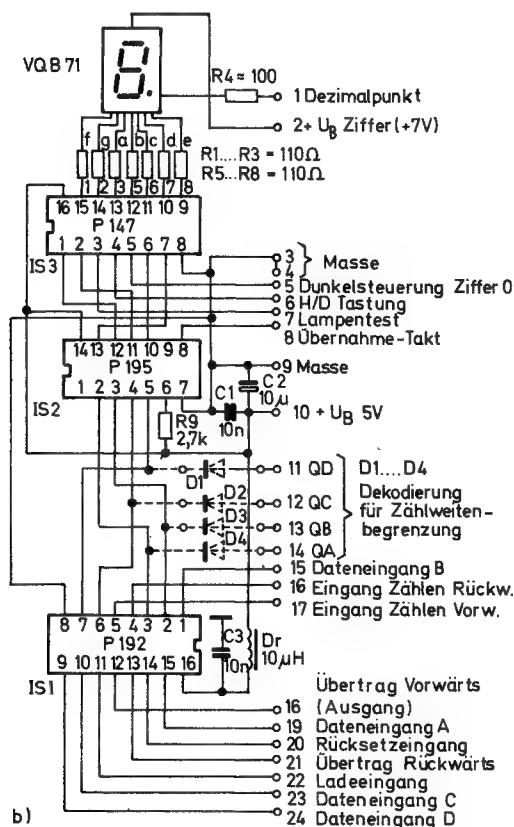 VQB 71
8.
R4 ≈ 100
1 Dezimalpunkt
2+ UB Ziffer (+7V)
f g a b c d e
R1....R3 = 110Ω
R5...R8 = 110Ω
1 2 3 5 6 7 8
16 15 14 13 12 11 10 9
P 147
1 2 3 4 5 6 7 8
IS3
3
4
Masse
5 Dunkelsteuerung Ziffer 0
6 H/D Tastung
7 Lampentest
8 Übernahme-Takt
14 13 12 11 10 9 8
P 195
1 2 3 4 5 6 7
IS2
9 Masse
C1
10n
C2
10µ
10 + UB 5V
R9
2,7k
D1
D2
D3
D4
11 QD
12 QC
13 QB
14 QA
D1....D4
Dekodierung
für Zählweiten-
begrenzung
15 Dateneingang B
16 Eingang Zählen Rückw.
17 Eingang Zählen Vorw.
8 7 6 5 4 3 2 1
P 192
9 10 11 12 13 14 15 16
IS1
C3
10n
Dr
10µH
Übertrag Vorwärts
16 (Ausgang)
19 Dateneingang A
20 Rücksetzeingang
21 Übertrag Rückwärts
22 Ladeeingang
23 Dateneingang C
24 Dateneingang D
b)